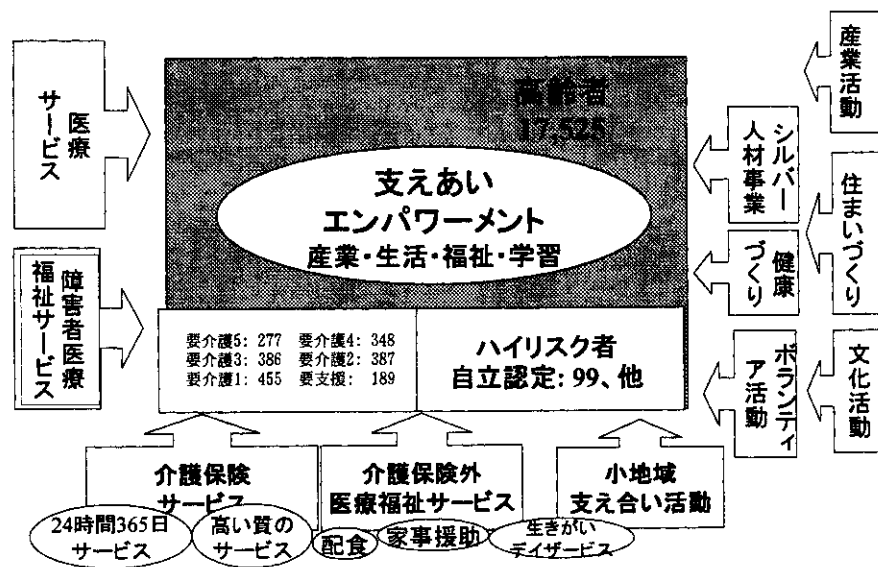 医療
サービス
障害者医療
福祉サービス
高齢者
17,525
支えあい
エンパワーメント
産業・生活・福祉・学習
要介護5: 277 要介護4: 348
要介護3: 386 要介護2: 387
要介護1: 455 要支援: 189
ハイリスク者
自立認定: 99、他
産業活動
シルバー
人材事業
住まいづくり
健康
づくり
ボランティ
ア活動
文化活動
介護保険
サービス
介護保険外
医療福祉サービス
小地域
支え合い活動
24時間365日
サービス
高い質の
サービス
配食
家事援助
生きがい
デイサービス